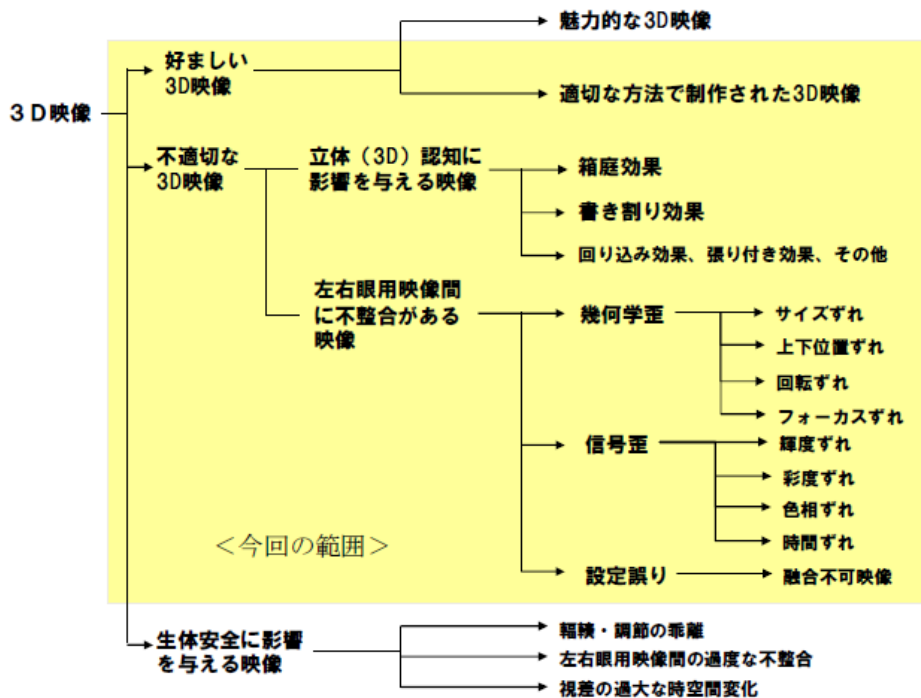 魅力的な3D映像
好ましい
3D映像
適切な方法で制作された3D映像
３Ｄ映像
不適切な
3D映像
立体（3D）認知に
影響を与える映像
箱庭効果
書き割り効果
回り込み効果、張り付き効果、その他
左右眼用映像間
に不整合がある
映像
幾何学歪
サイズずれ
上下位置ずれ
回転ずれ
フォーカスずれ
信号歪
輝度ずれ
彩度ずれ
色相ずれ
時間ずれ
＜今回の範囲＞
設定誤り
融合不可映像
生体安全に影響
を与える映像
輻輳・調節の乖離
左右眼用映像間の過度な不整合
視差の過大な時空間変化